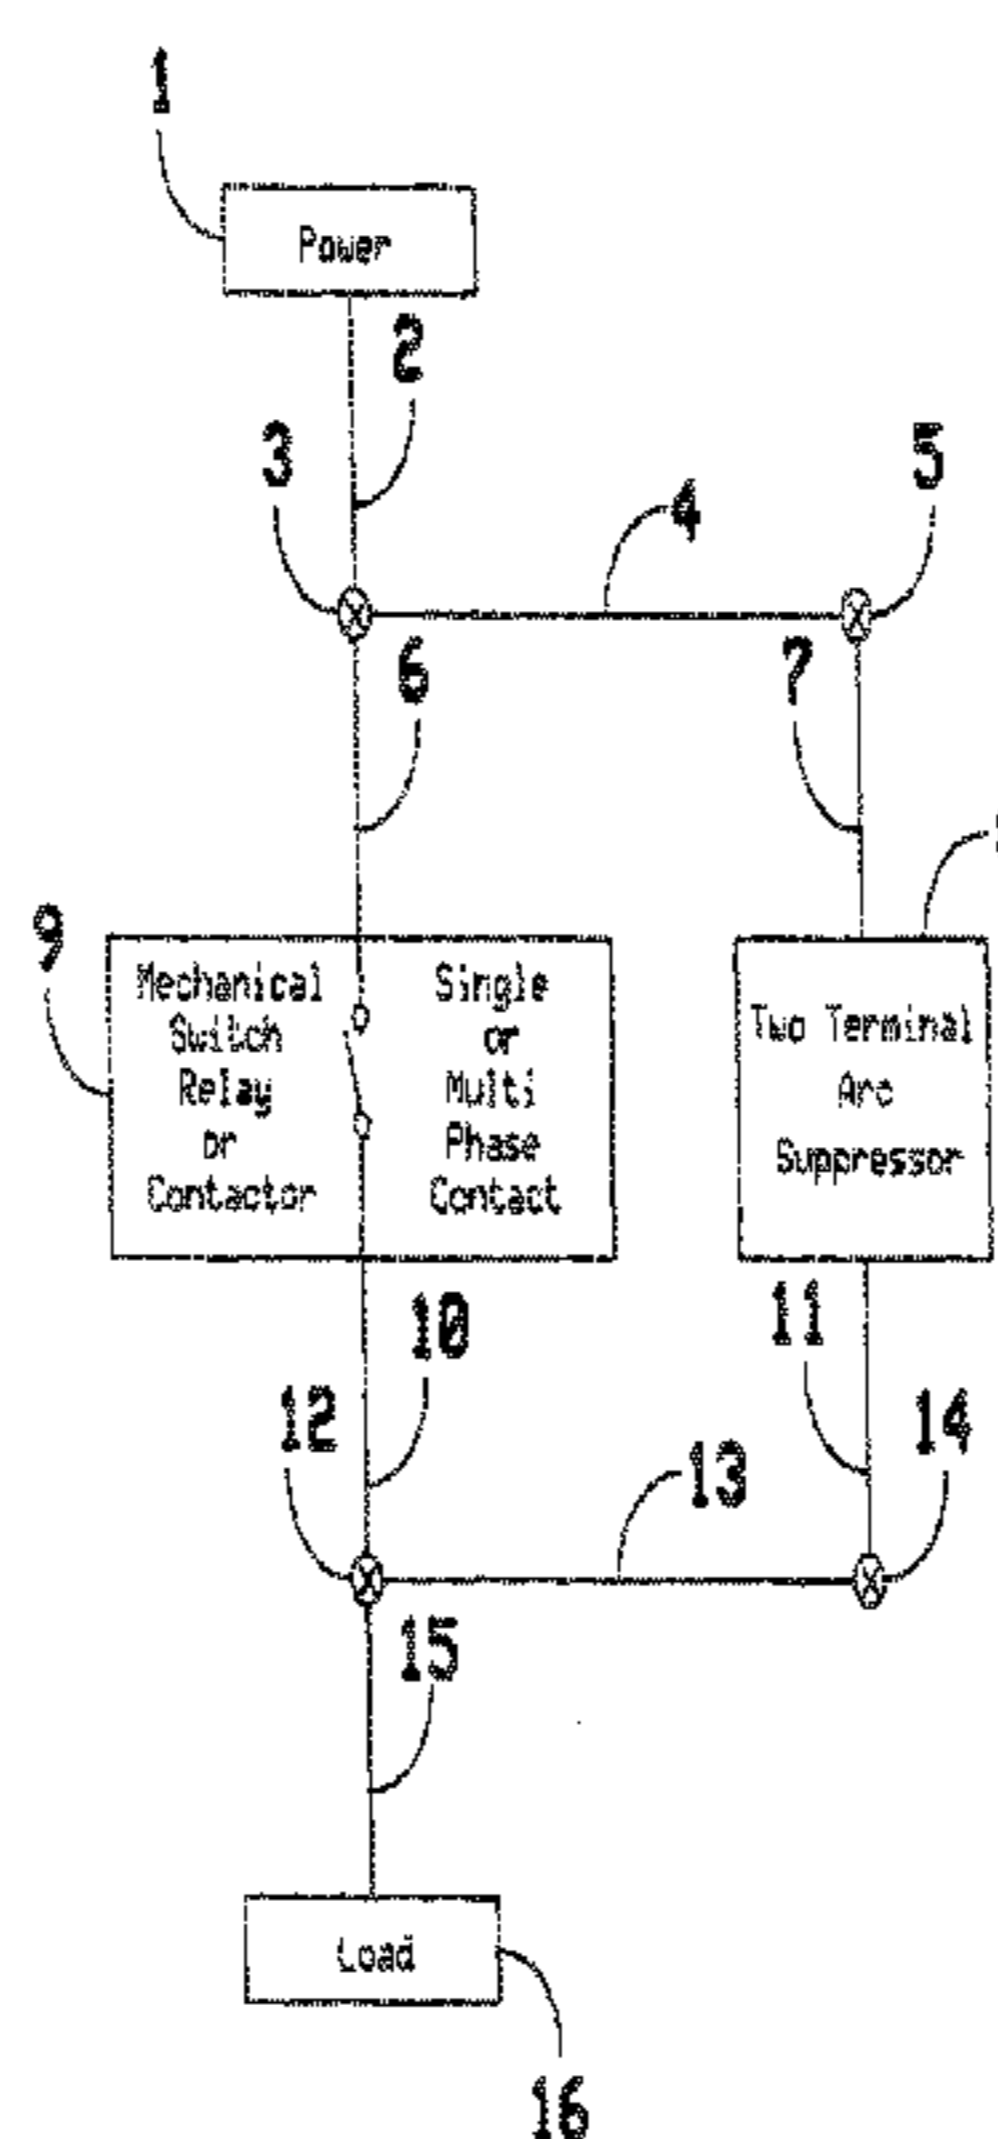 1
Power
2
3
5
4
6
7
9
Mechanical
Switch
Relay
or
Contactor
Single
or
Multi
Phase
Contact
Two Terminal
Arc
Suppressor
10
11
12
14
13
15
Load
16